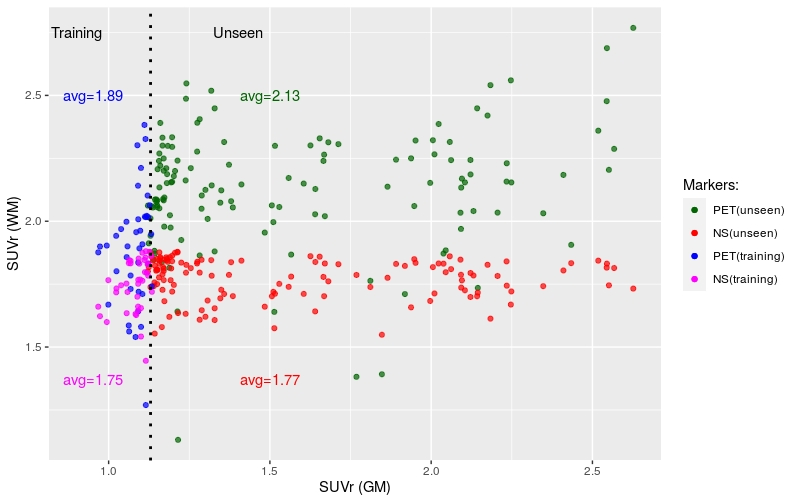 Training
Unseen
avg=1.89
avg=2.13
avg=1.75
avg=1.77
2.5
2.0
1.5
SUVr (WM)
1.0
1.5
2.0
2.5
SUVr (GM)
Markers:
PET(unseen)
NS(unseen)
PET(training)
NS(training)